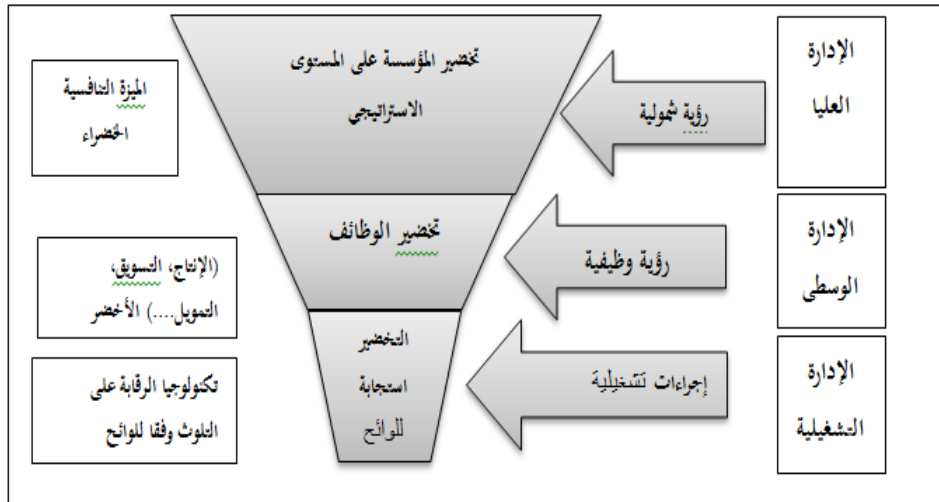 الإدارة
العليا
رؤية شمولية
تخضير المؤسسة على المستوى
الاستراتيجي
الميزة التنافسية
الخضراء
الإدارة
الوسطى
رؤية وظيفية
تخضير الوظائف
(الإنتاج، التسويق،
التمويل....) الأخضر
الإدارة
التشغيلية
إجراءات تشغيلية
التخضير
استجابة
للوائح
تكنولوجيا الرقابة على
التلوث وفقا للوائح